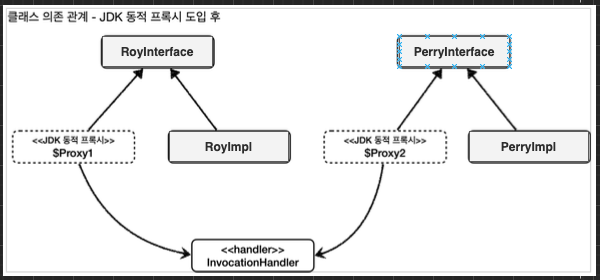 클래스 의존 관계 - JDK 동적 프록시 도입 후
RoyInterface
PerryInterface
<<JDK 동적 프록시>>
$Proxy1
RoyImpl
<<JDK 동적 프록시>>
$Proxy2
PerryImpl
<<handler>>
InvocationHandler